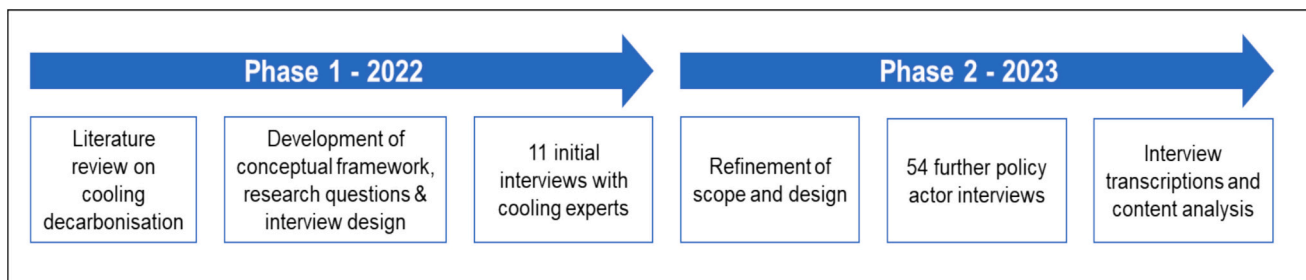 Phase 1 - 2022
Phase 2 - 2023
Literature
review on
cooling
decarbonisation
Development of
conceptual framework,
research questions &
interview design
11 initial
interviews with
cooling experts
Refinement of
scope and design
54 further policy
actor interviews
Interview
transcriptions and
content analysis